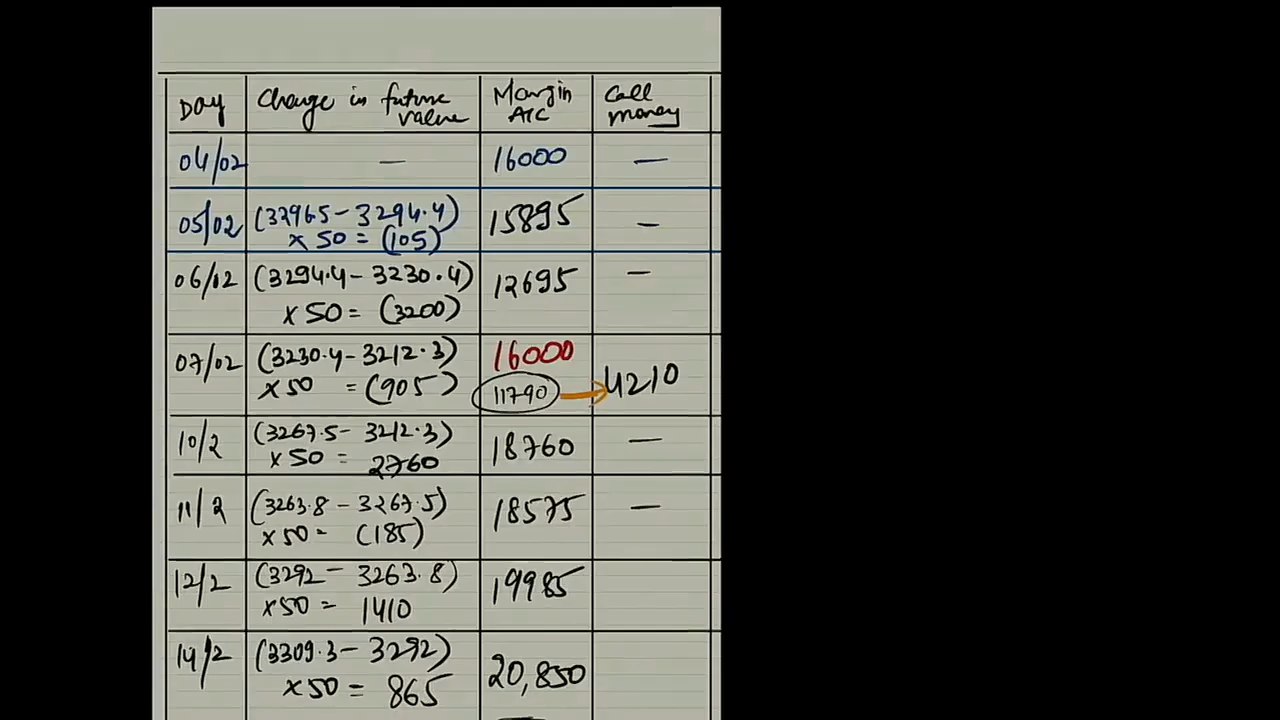 Day Change in future value Margin A/C Call money
04/02 — 16000 —
05/02 (3296.5 - 3294.4) x 50 = (105) 15895 —
06/02 (3294.4 - 3230.4) x 50 = (3200) 12695 —
07/02 (3230.4 - 3212.3) x 50 = (905) 16000 11790 → 4210
10/2 (3267.5 - 3212.3) x 50 = 2760 18760 —
11/2 (3263.8 - 3267.5) x 50 = (185) 18575 —
12/2 (3292 - 3263.8) x 50 = 1410 19985
14/2 (3309.3 - 3292) x 50 = 865 20,850